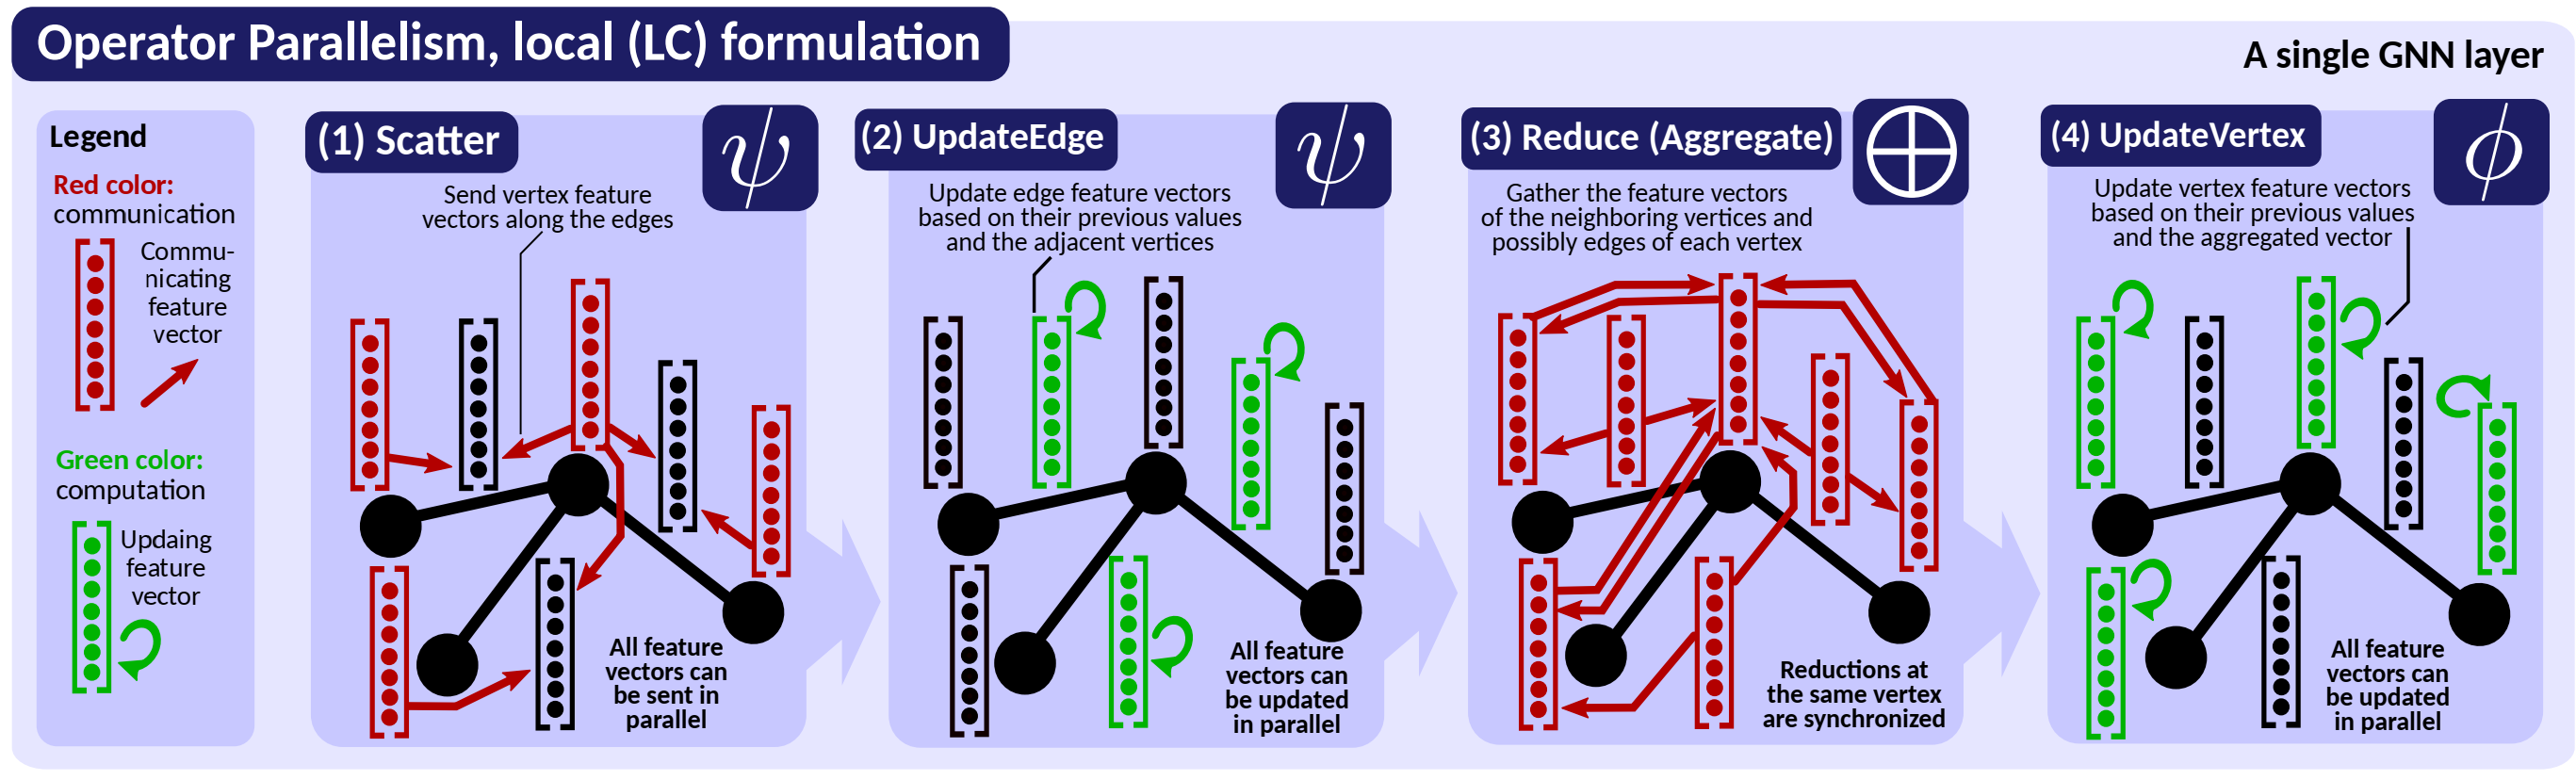 Operator Parallelism, local (LC) formulation
A single GNN layer
Legend
Red color:
communication
Commu-
nicating
feature
vector
Green color:
computation
Updaing
feature
vector
(1) Scatter
ψ
Send vertex feature
vectors along the edges
All feature
vectors can
be sent in
parallel
(2) UpdateEdge
ψ
Update edge feature vectors
based on their previous values
and the adjacent vertices
All feature
vectors can
be updated
in parallel
(3) Reduce (Aggregate)
⊕
Gather the feature vectors
of the neighboring vertices and
possibly edges of each vertex
Reductions at
the same vertex
are synchronized
(4) UpdateVertex
ϕ
Update vertex feature vectors
based on their previous values
and the aggregated vector
All feature
vectors can
be updated
in parallel